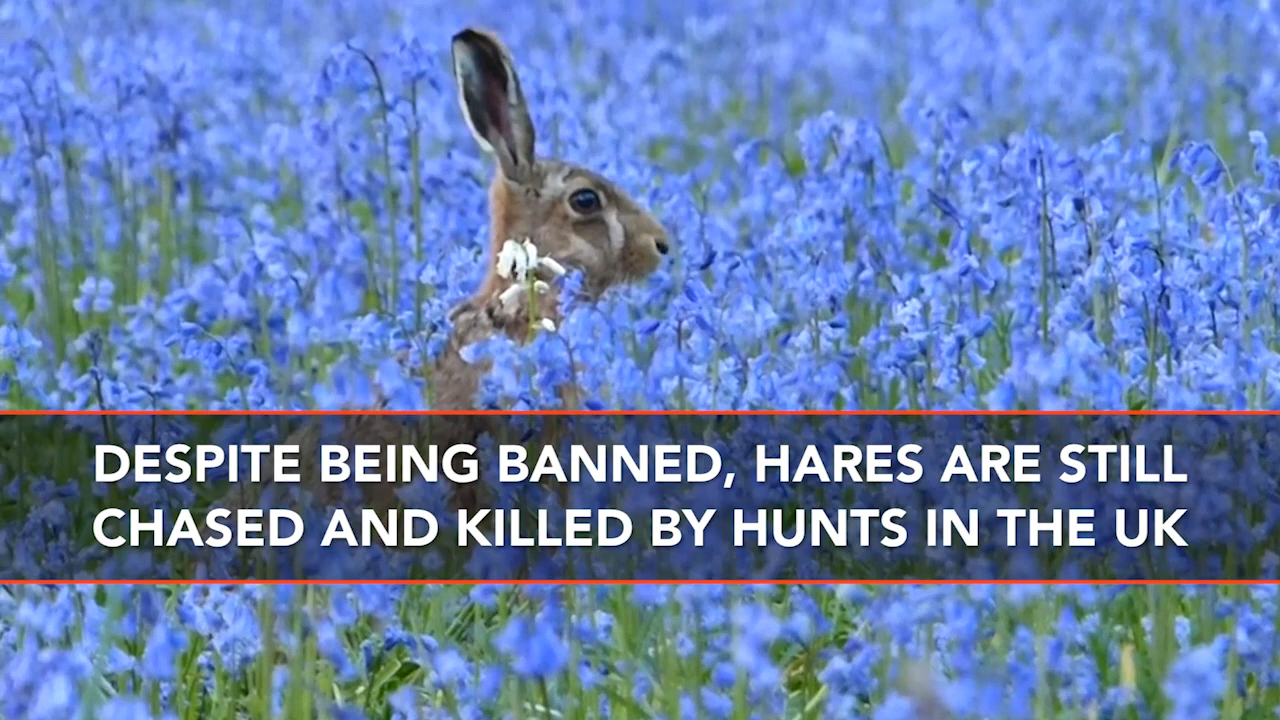 DESPITE BEING BANNED, HARES ARE STILL
CHASED AND KILLED BY HUNTS IN THE UK